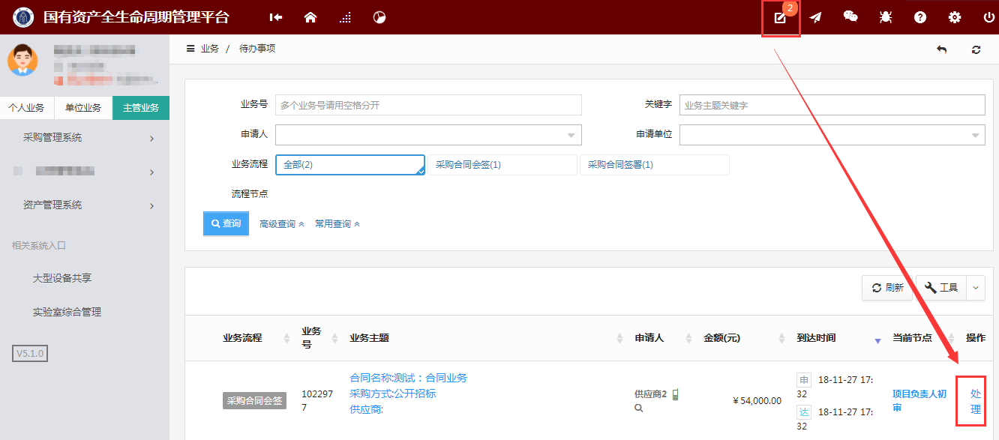 国有资产全生命周期管理平台
2
个人业务 单位业务 主管业务
采购管理系统
资产管理系统
相关系统入口
大型设备共享
实验室综合管理
V5.1.0
业务 / 待办事项
业务号 多个业务号请用空格分开 关键字 业务主题关键字
申请人 申请单位
业务流程 全部(2) 采购合同会签(1) 采购合同签署(1)
流程节点
查询 高级查询 常用查询
刷新 工具
业务流程 业务号 业务主题 申请人 金额(元) 到达时间 当前节点 操作
采购合同会签
102297
7
合同名称:测试：合同业务
采购方式:公开招标
供应商:
供应商2
¥ 54,000.00
申 18-11-27 17:
32
达 18-11-27 17:
32
项目负责人初
审
处
理